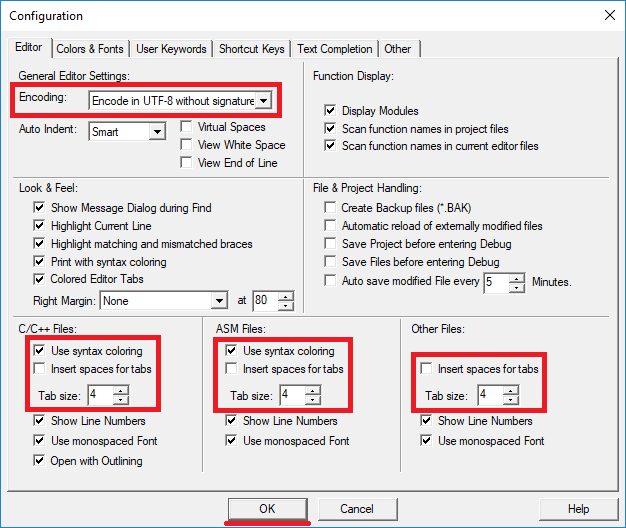 Configuration
Editor
Colors & Fonts
User Keywords
Shortcut Keys
Text Completion
Other
General Editor Settings:
Encoding: Encode in UTF-8 without signature
Auto Indent: Smart
Virtual Spaces
View White Space
View End of Line
Function Display:
Display Modules
Scan function names in project files
Scan function names in current editor files
Look & Feel:
Show Message Dialog during Find
Highlight Current Line
Highlight matching and mismatched braces
Print with syntax coloring
Colored Editor Tabs
Right Margin: None at 80
File & Project Handling:
Create Backup files (*.BAK)
Automatic reload of externally modified files
Save Project before entering Debug
Save Files before entering Debug
Auto save modified File every 5 Minutes.
C/C++ Files:
Use syntax coloring
Insert spaces for tabs
Tab size: 4
Show Line Numbers
Use monospaced Font
Open with Outlining
ASM Files:
Use syntax coloring
Insert spaces for tabs
Tab size: 4
Show Line Numbers
Use monospaced Font
Other Files:
Insert spaces for tabs
Tab size: 4
Show Line Numbers
Use monospaced Font
OK
Cancel
Help